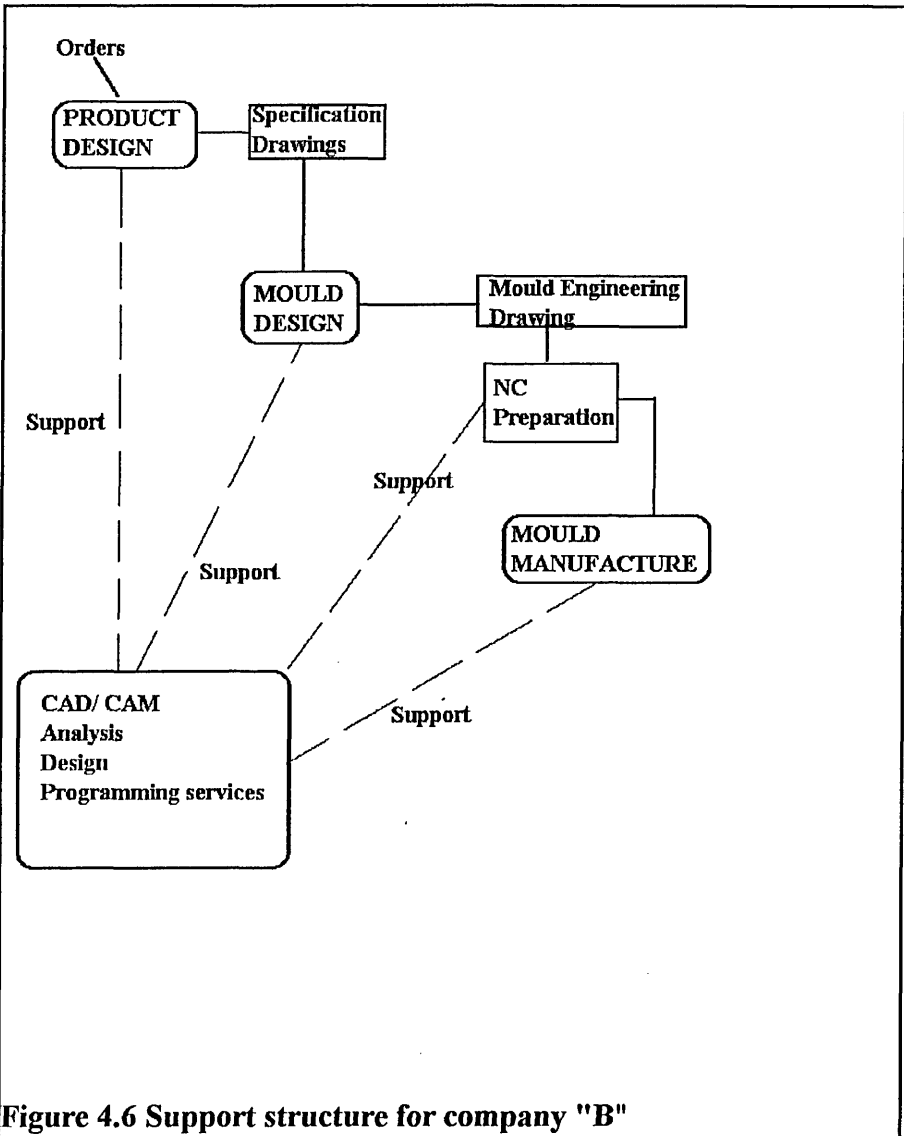 Orders
PRODUCT
DESIGN
Specification
Drawings
MOULD
DESIGN
Mould Engineering
Drawing
NC
Preparation
Support
Support
MOULD
MANUFACTURE
Support
CAD/ CAM
Analysis
Design
Programming services
Support
Figure 4.6 Support structure for company "B"